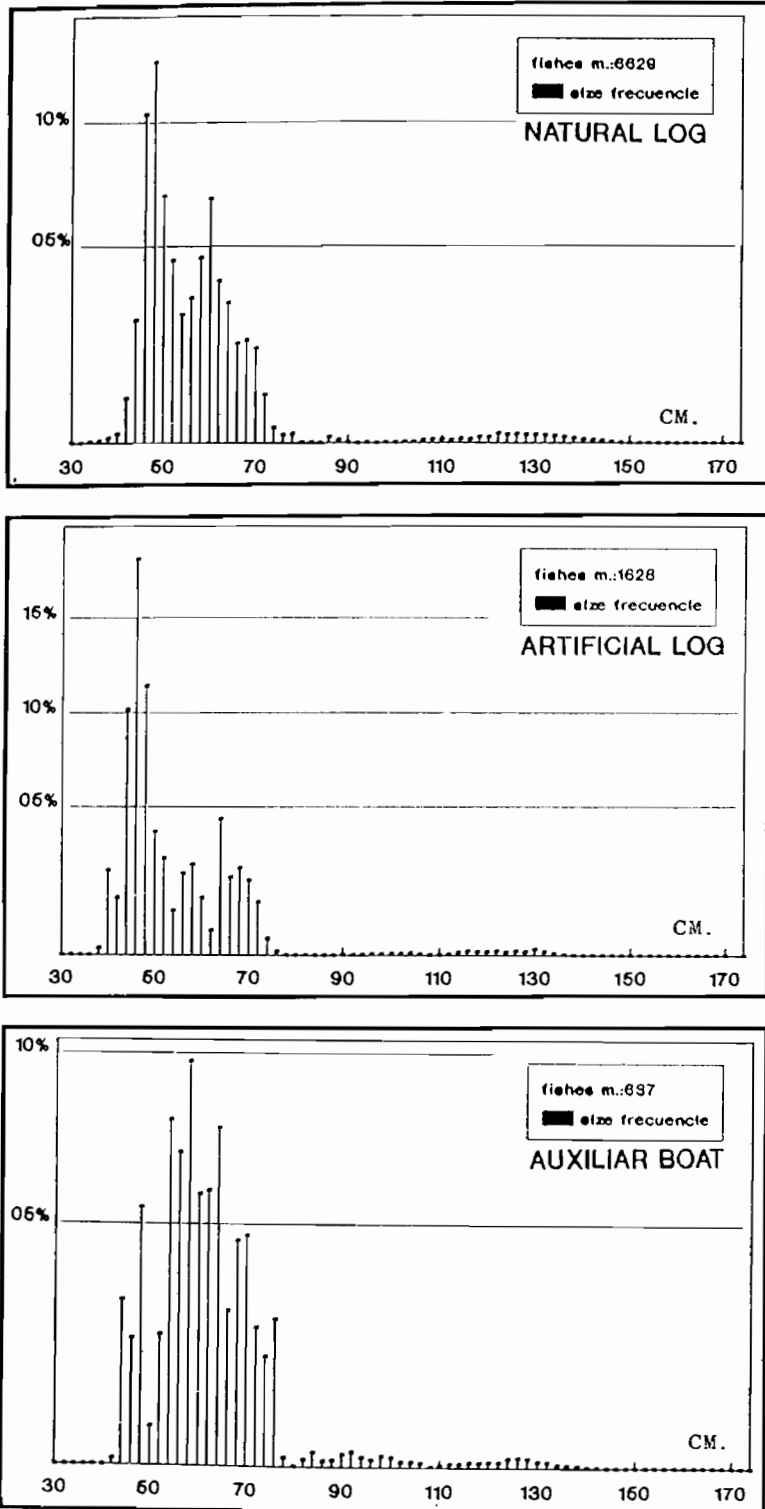 fishes m.:6629
size frecuencie
NATURAL LOG
10%
05%
CM.
30 50 70 90 110 130 150 170
fishes m.:1628
size frecuencie
ARTIFICIAL LOG
15%
10%
05%
CM.
30 50 70 90 110 130 150 170
10%
fishes m.:697
size frecuencie
AUXILIAR BOAT
05%
CM.
30 50 70 90 110 130 150 170